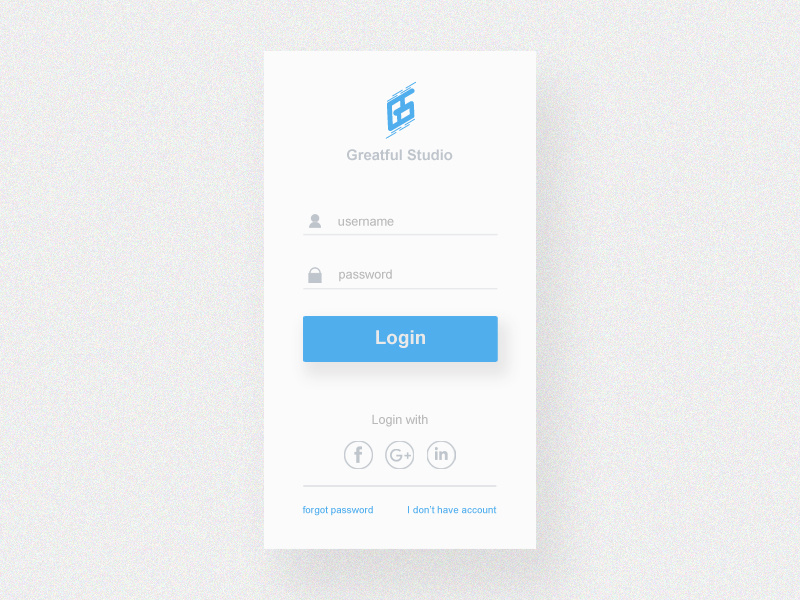 Greatful Studio
username
password
Login
Login with
f G+ in
forgot password I don't have account